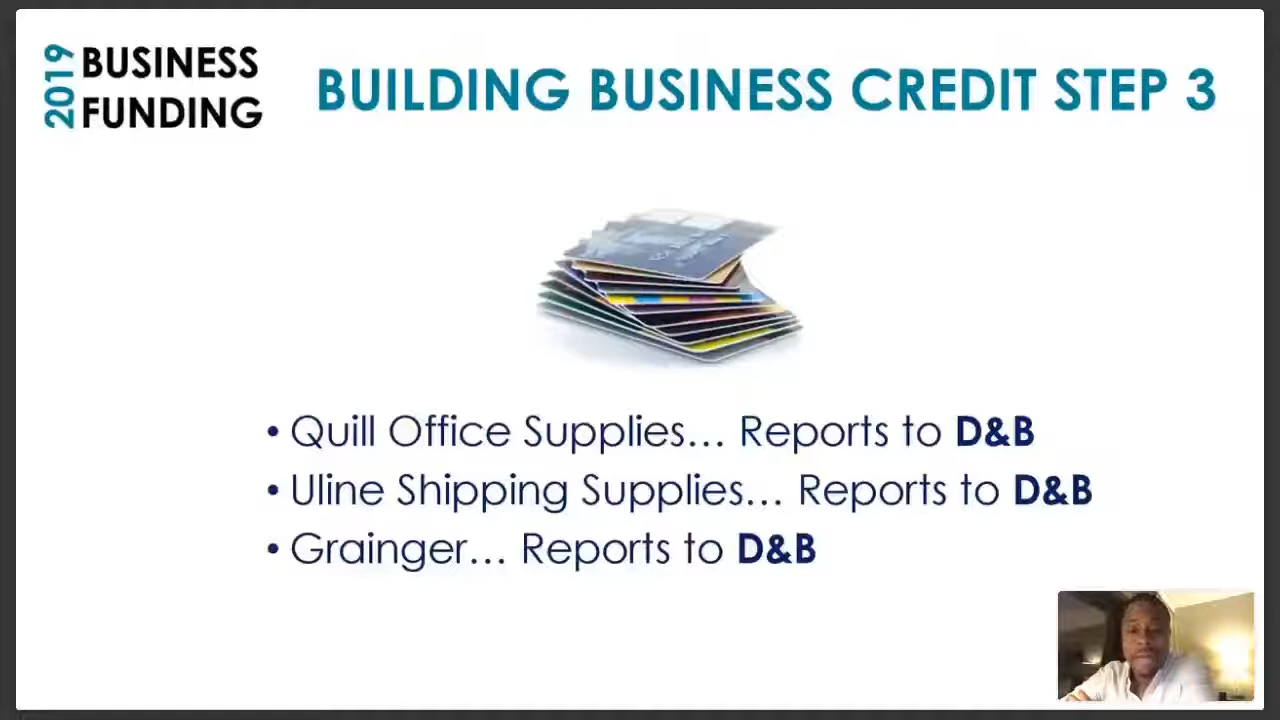 2019
BUSINESS
FUNDING
BUILDING BUSINESS CREDIT STEP 3
• Quill Office Supplies… Reports to D&B
• Uline Shipping Supplies… Reports to D&B
• Grainger… Reports to D&B